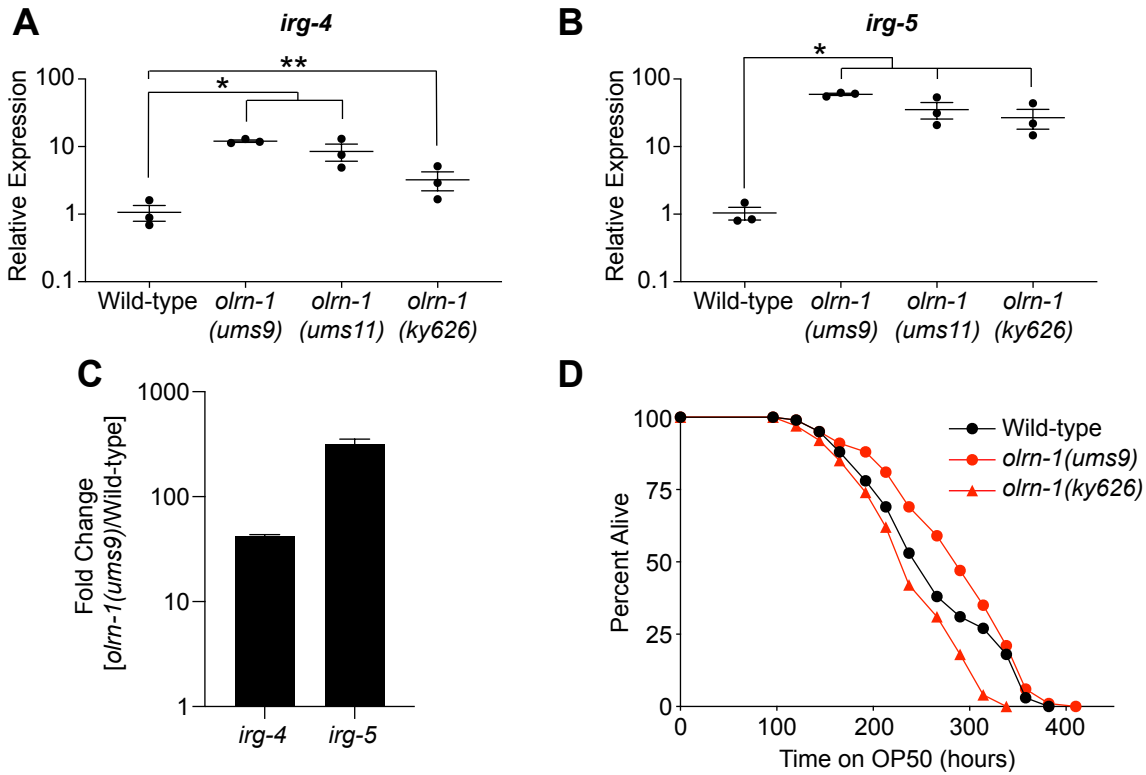 A
irg-4
**
*
100
10
1
0.1
Relative Expression
Wild-type
olrn-1
(ums9)
olrn-1
(ums11)
olrn-1
(ky626)
B
irg-5
*
100
10
1
0.1
Relative Expression
Wild-type
olrn-1
(ums9)
olrn-1
(ums11)
olrn-1
(ky626)
C
1000
100
10
1
Fold Change
[olrn-1(ums9)/Wild-type]
irg-4
irg-5
D
100
75
50
25
0
Percent Alive
0
100
200
300
400
Time on OP50 (hours)
Wild-type
olrn-1(ums9)
olrn-1(ky626)